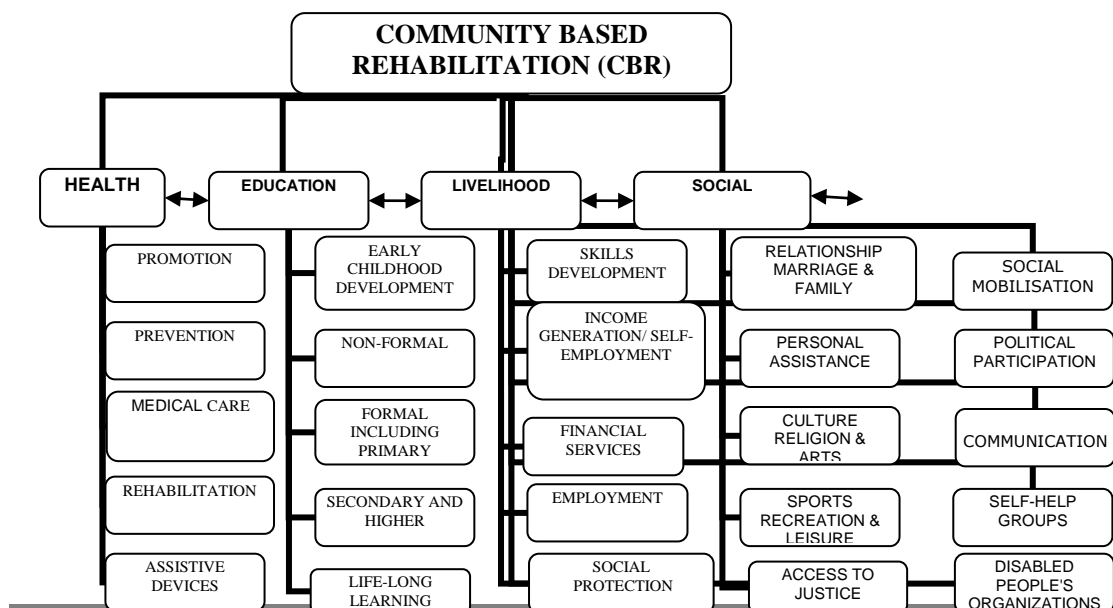 COMMUNITY BASED
REHABILITATION (CBR)
HEALTH
EDUCATION
LIVELIHOOD
SOCIAL
PROMOTION
PREVENTION
MEDICAL CARE
REHABILITATION
ASSISTIVE
DEVICES
EARLY
CHILDHOOD
DEVELOPMENT
NON-FORMAL
FORMAL
INCLUDING
PRIMARY
SECONDARY AND
HIGHER
LIFE-LONG
LEARNING
SKILLS
DEVELOPMENT
INCOME
GENERATION/ SELF-
EMPLOYMENT
FINANCIAL
SERVICES
EMPLOYMENT
SOCIAL
PROTECTION
RELATIONSHIP
MARRIAGE &
FAMILY
PERSONAL
ASSISTANCE
CULTURE
RELIGION &
ARTS
SPORTS
RECREATION &
LEISURE
ACCESS TO
JUSTICE
SOCIAL
MOBILISATION
POLITICAL
PARTICIPATION
COMMUNICATION
SELF-HELP
GROUPS
DISABLED
PEOPLE'S
ORGANIZATIONS